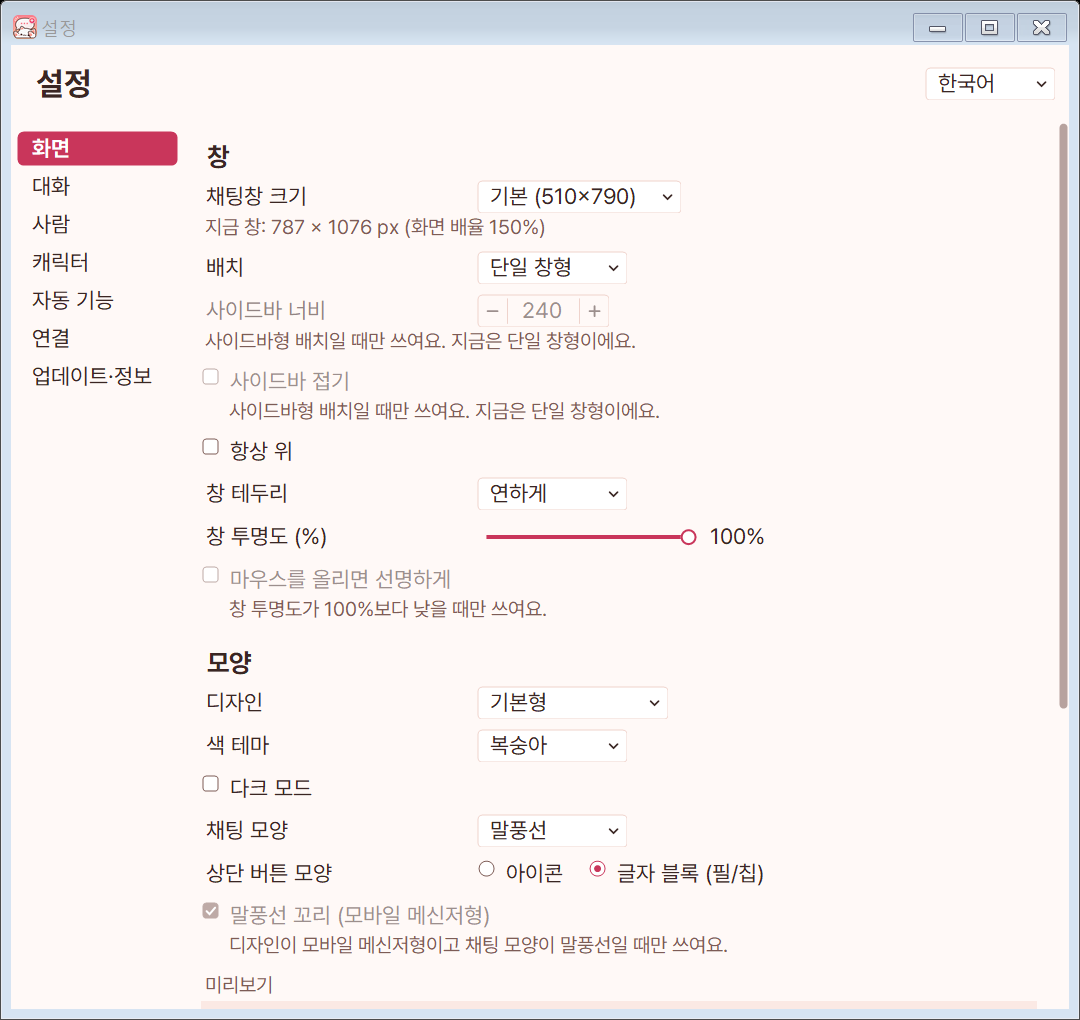 설정
설정
한국어
화면
대화
사람
캐릭터
자동 기능
연결
업데이트·정보
창
채팅창 크기
기본 (510×790)
지금 창: 787 × 1076 px (화면 배율 150%)
배치
단일 창형
사이드바 너비
− 240 +
사이드바형 배치일 때만 쓰여요. 지금은 단일 창형이에요.
사이드바 접기
사이드바형 배치일 때만 쓰여요. 지금은 단일 창형이에요.
항상 위
창 테두리
연하게
창 투명도 (%)
100%
마우스를 올리면 선명하게
창 투명도가 100%보다 낮을 때만 쓰여요.
모양
디자인
기본형
색 테마
복숭아
다크 모드
채팅 모양
말풍선
상단 버튼 모양
아이콘
글자 블록 (필/칩)
말풍선 꼬리 (모바일 메신저형)
디자인이 모바일 메신저형이고 채팅 모양이 말풍선일 때만 쓰여요.
미리보기